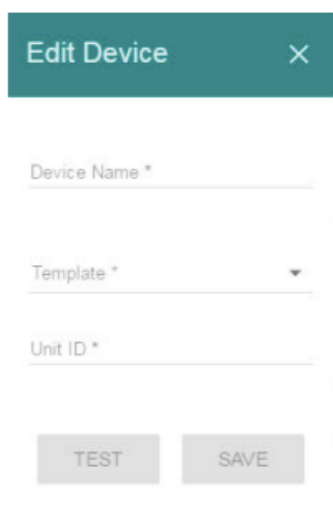 Edit Device
Device Name *
Template *
Unit ID *
TEST SAVE